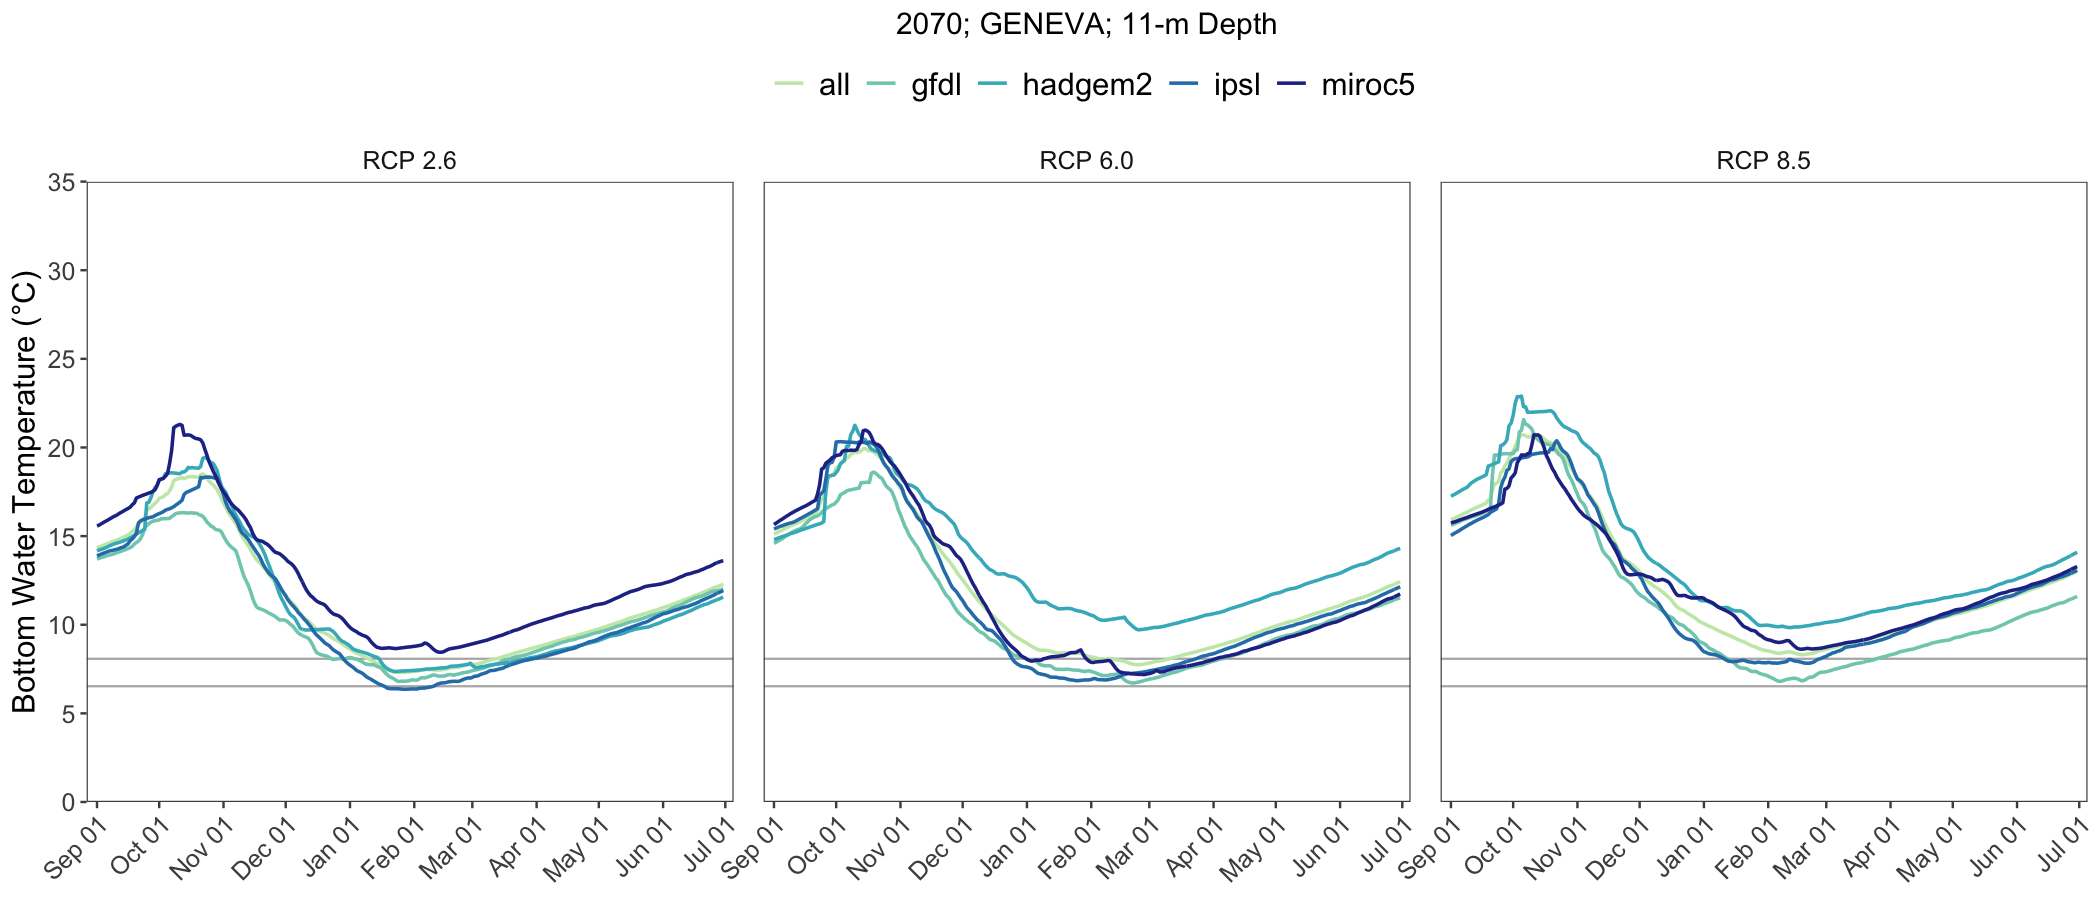 2070; GENEVA; 11-m Depth
all gfdl hadgem2 ipsl miroc5
RCP 2.6 RCP 6.0 RCP 8.5
Bottom Water Temperature (°C)
35
30
25
20
15
10
5
0
Sep 01 Oct 01 Nov 01 Dec 01 Jan 01 Feb 01 Mar 01 Apr 01 May 01 Jun 01 Jul 01
Sep 01 Oct 01 Nov 01 Dec 01 Jan 01 Feb 01 Mar 01 Apr 01 May 01 Jun 01 Jul 01
Sep 01 Oct 01 Nov 01 Dec 01 Jan 01 Feb 01 Mar 01 Apr 01 May 01 Jun 01 Jul 01